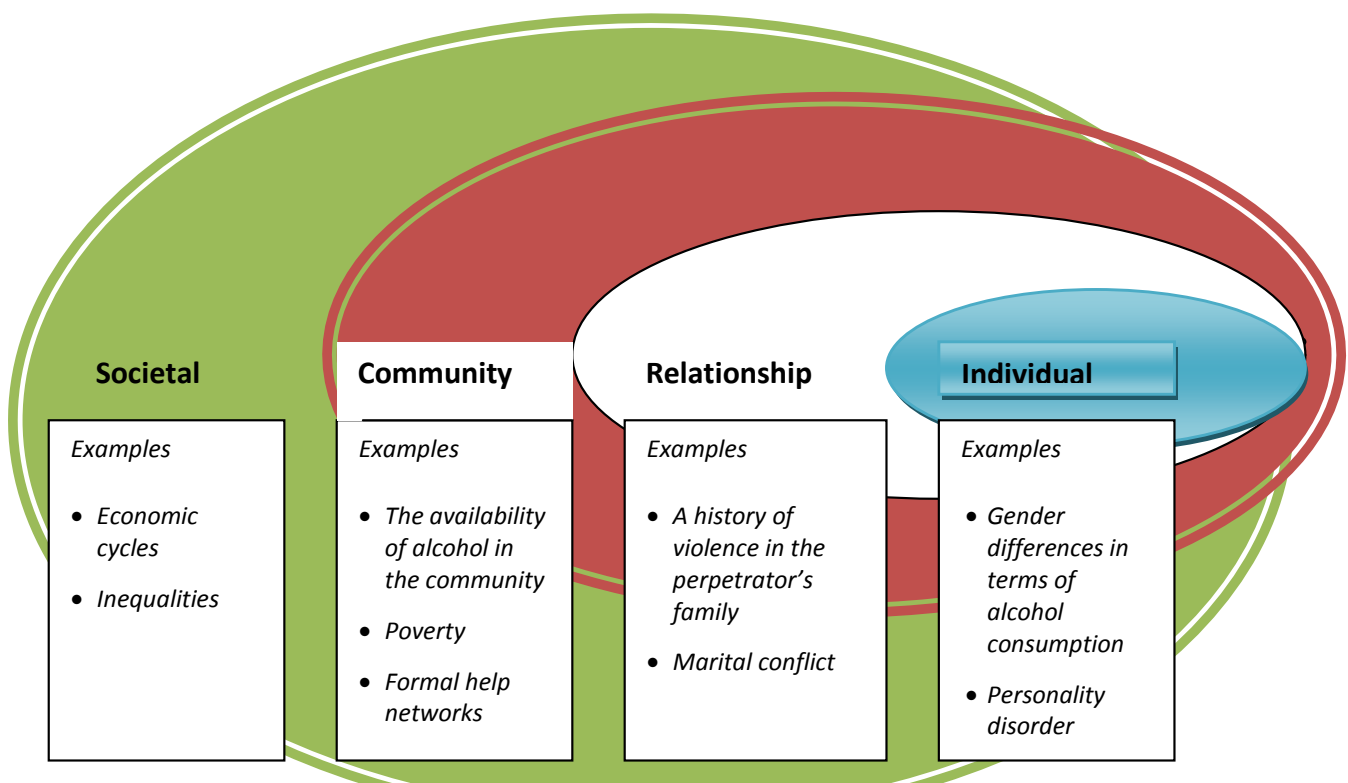 Societal
Examples
• Economic
cycles
• Inequalities
Community
Examples
• The availability
of alcohol in
the community
• Poverty
• Formal help
networks
Relationship
Examples
• A history of
violence in the
perpetrator’s
family
• Marital conflict
Individual
Examples
• Gender
differences in
terms of
alcohol
consumption
• Personality
disorder